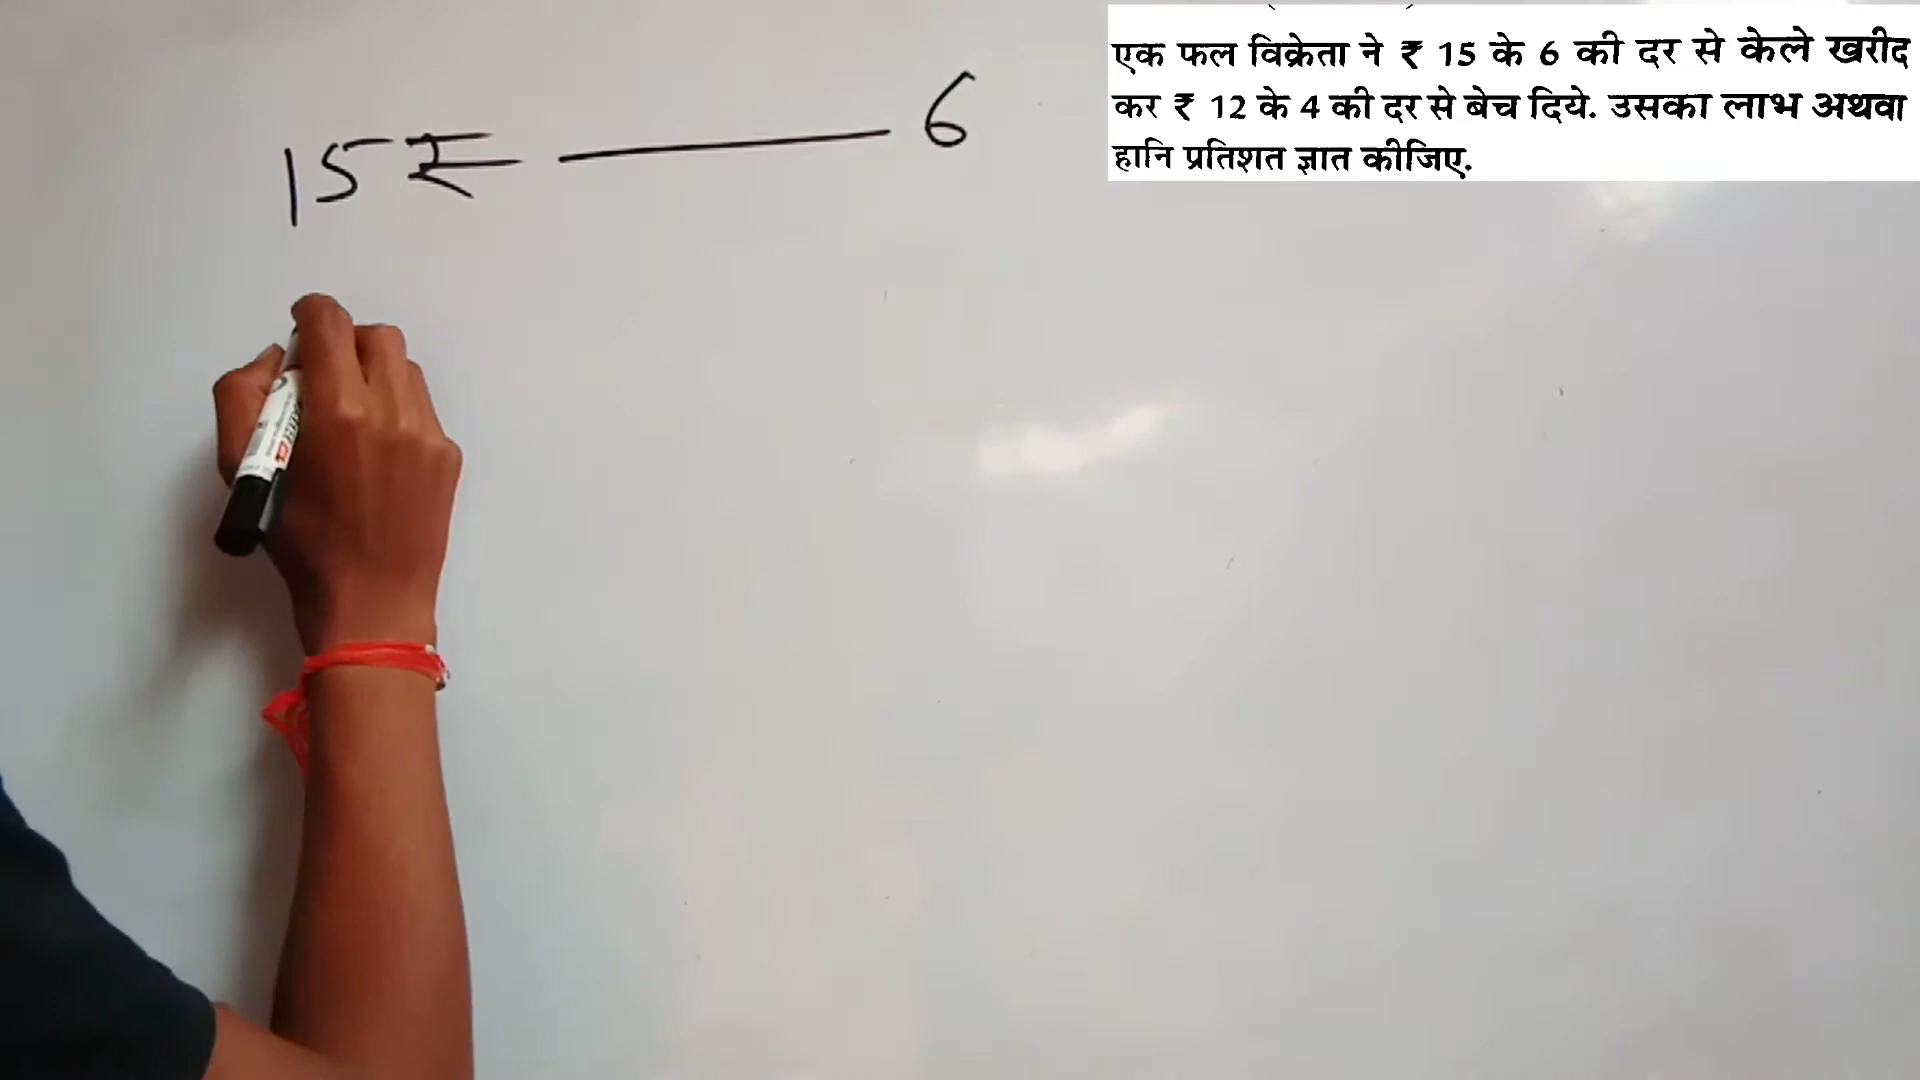 एक फल विक्रेता ने ₹ 15 के 6 की दर से केले खरीद
कर ₹ 12 के 4 की दर से बेच दिये. उसका लाभ अथवा
हानि प्रतिशत ज्ञात कीजिए.
15 ₹ —— 6